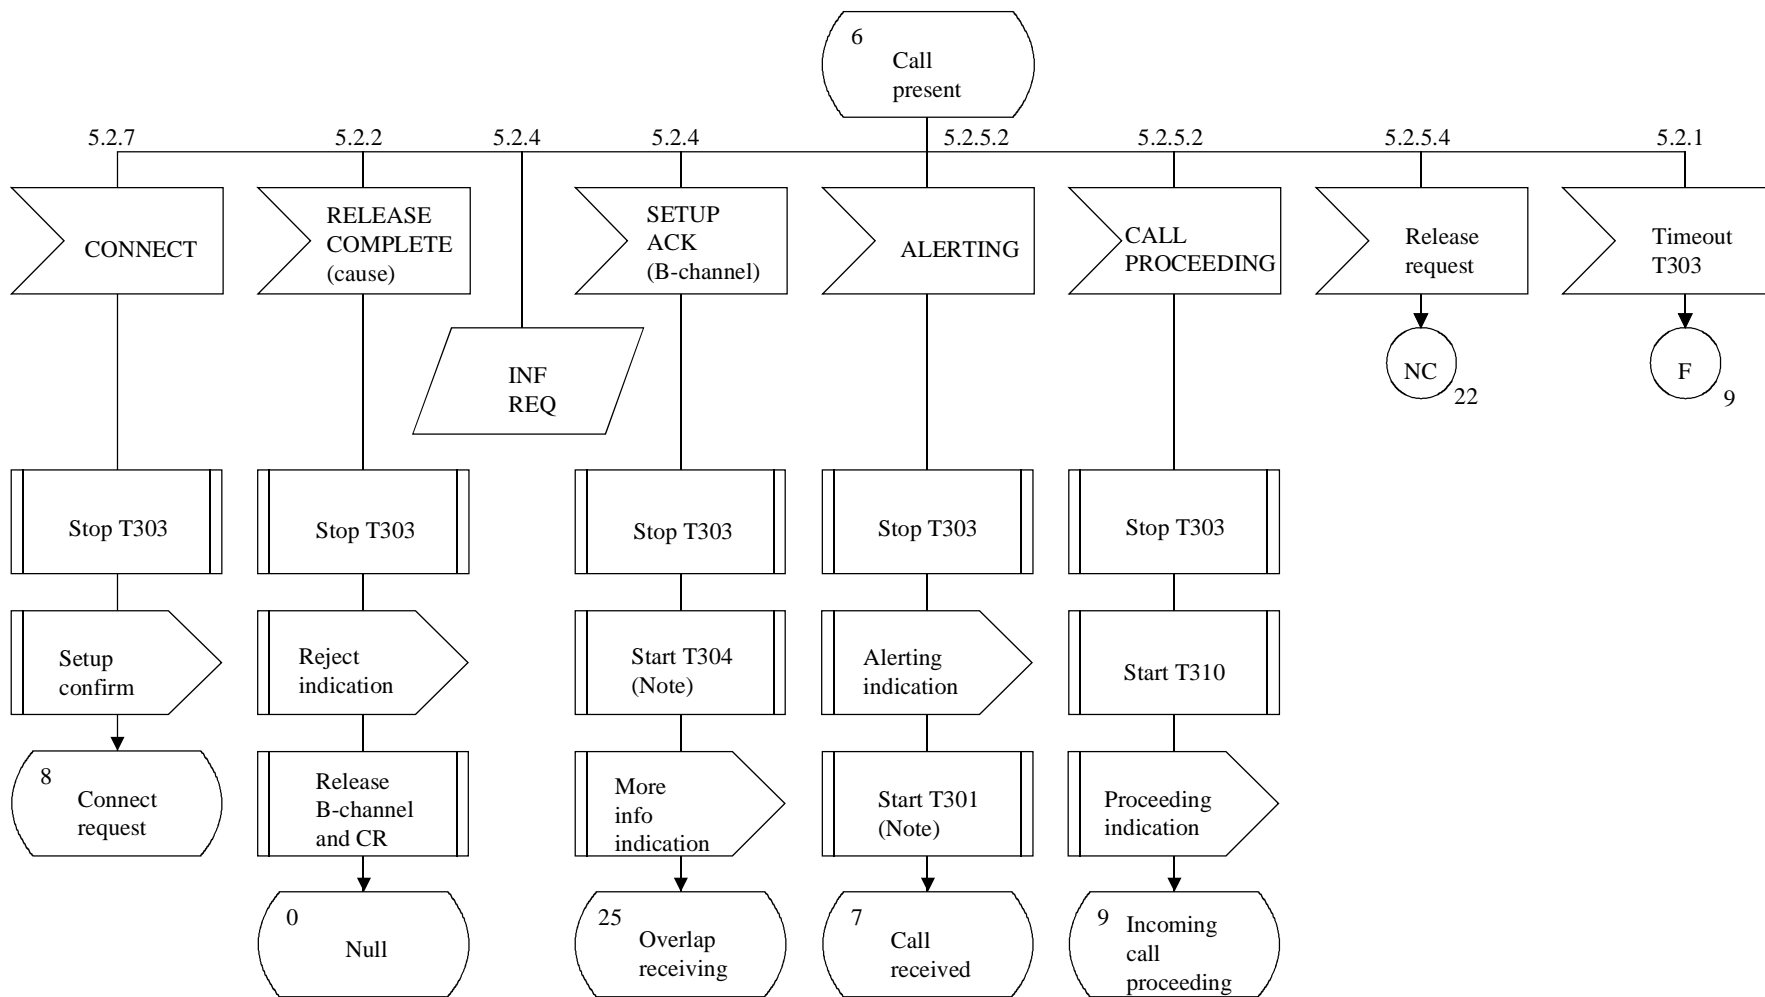 6
Call
present
5.2.7
5.2.2
5.2.4
5.2.4
5.2.5.2
5.2.5.2
5.2.5.4
5.2.1
CONNECT
RELEASE
COMPLETE
(cause)
SETUP
ACK
(B-channel)
ALERTING
CALL
PROCEEDING
Release
request
Timeout
T303
INF
REQ
NC
22
F
9
Stop T303
Stop T303
Stop T303
Stop T303
Stop T303
Setup
confirm
Reject
indication
Start T304
(Note)
Alerting
indication
Start T310
8
Connect
request
Release
B-channel
and CR
More
info
indication
Start T301
(Note)
Proceeding
indication
0
Null
25
Overlap
receiving
7
Call
received
9
Incoming
call
proceeding